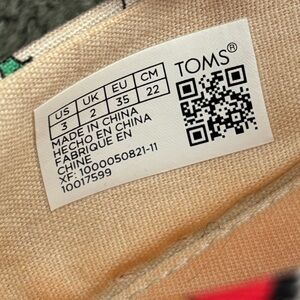 US UK EU CM
3 2 35 22
TOMS®
MADE IN CHINA
HECHO EN CHINA
FABRIQUE EN
CHINE
XF: 1000050821-11
10017599